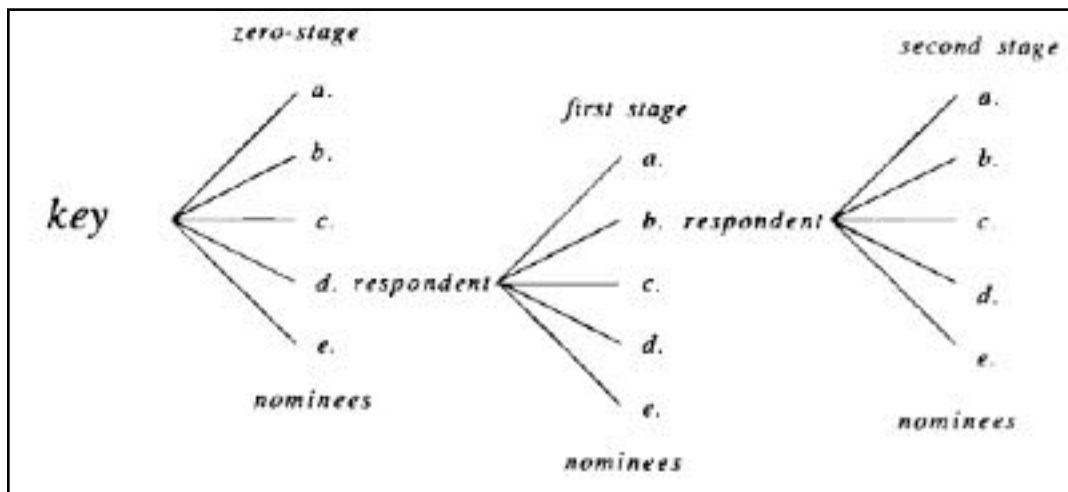 zero-stage
a.
b.
key
c.
d. respondent
e.
nominees
first stage
a.
b. respondent
c.
d.
e.
nominees
second stage
a.
b.
c.
d.
e.
nominees